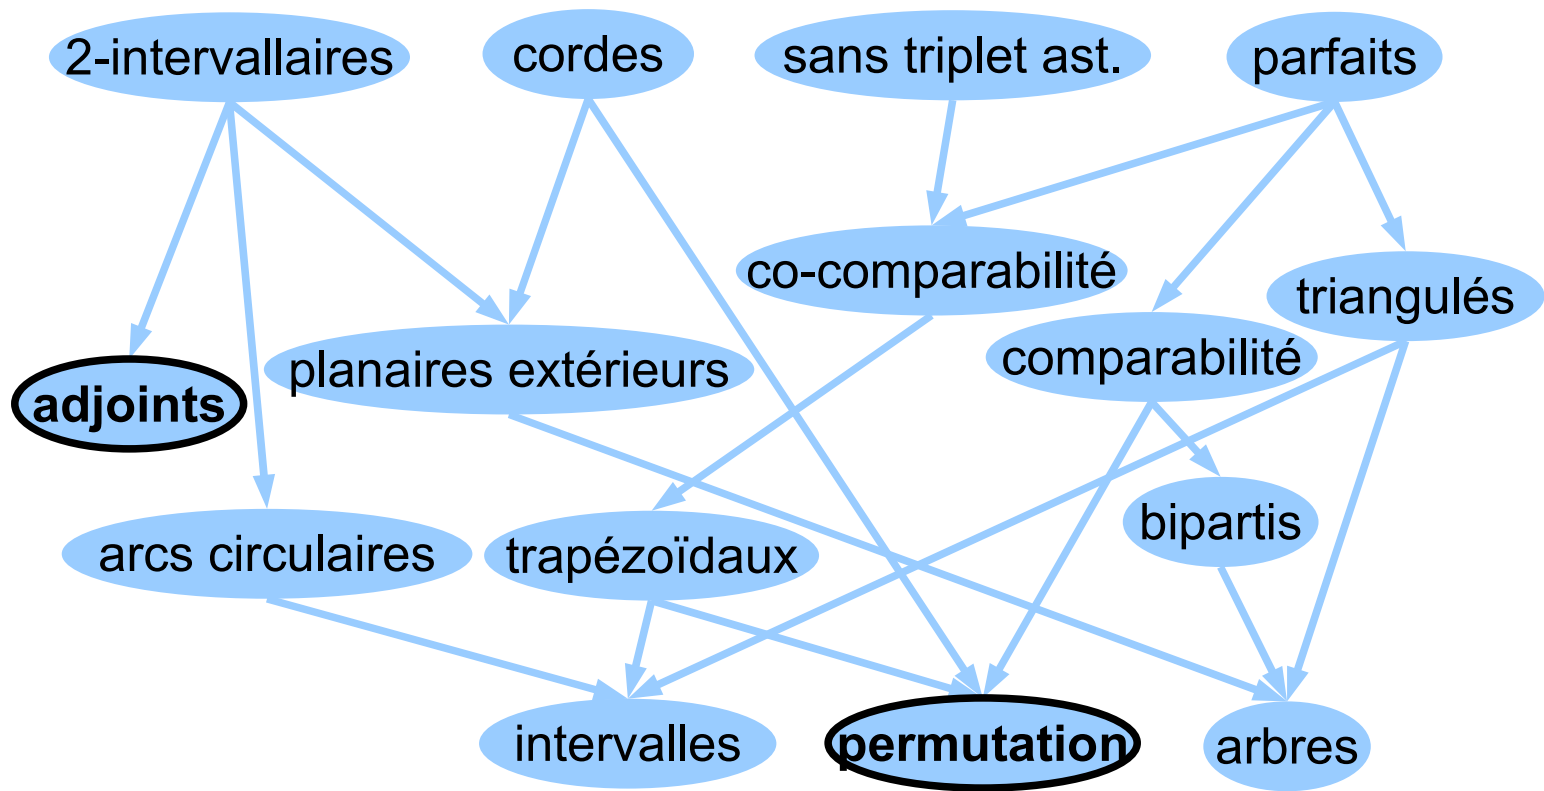 2-intervallaires
cordes
sans triplet ast.
parfaits
co-comparabilité
triangulés
comparabilité
planaires extérieurs
adjoints
bipartis
arcs circulaires
trapézoïdaux
intervalles
permutation
arbres